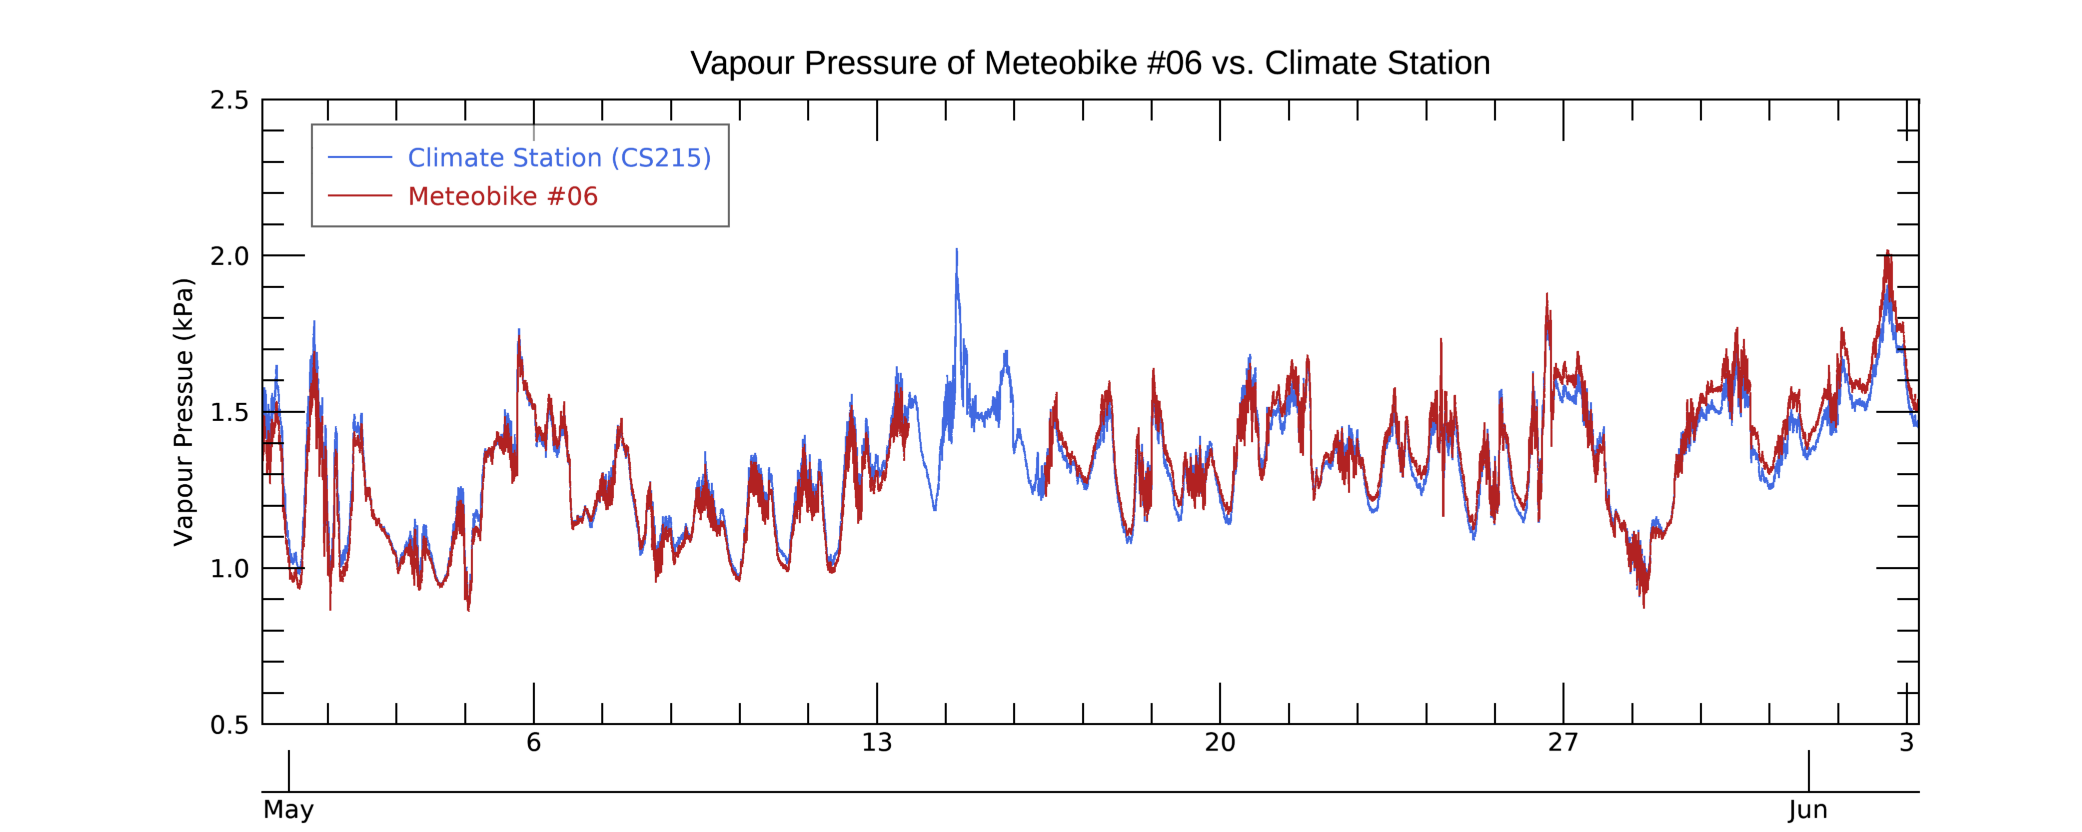 Vapour Pressure of Meteobike #06 vs. Climate Station
Vapour Pressue (kPa)
2.5
2.0
1.5
1.0
0.5
Climate Station (CS215)
Meteobike #06
6 13 20 27 3
May Jun